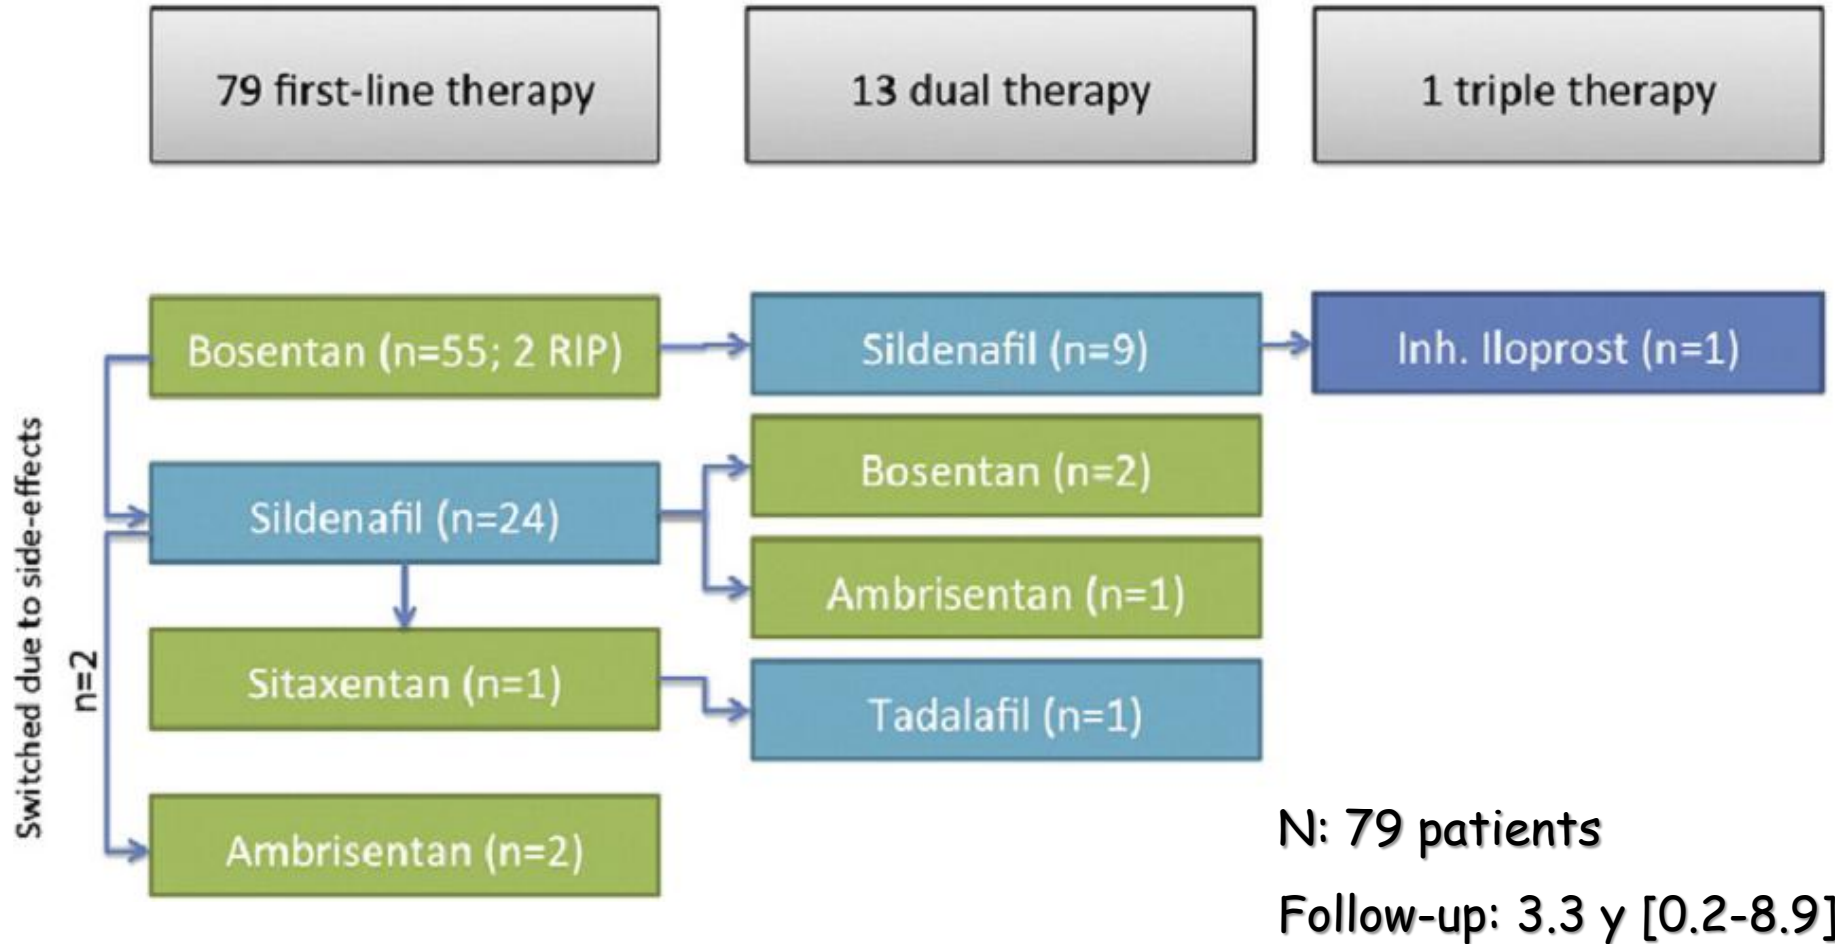 79 first-line therapy
13 dual therapy
1 triple therapy
Bosentan (n=55; 2 RIP)
Sildenafil (n=9)
Inh. Iloprost (n=1)
Bosentan (n=2)
Sildenafil (n=24)
Ambrisentan (n=1)
Sitaxentan (n=1)
Tadalafil (n=1)
Ambrisentan (n=2)
Switched due to side-effects
n=2
N: 79 patients
Follow-up: 3.3 y [0.2-8.9]